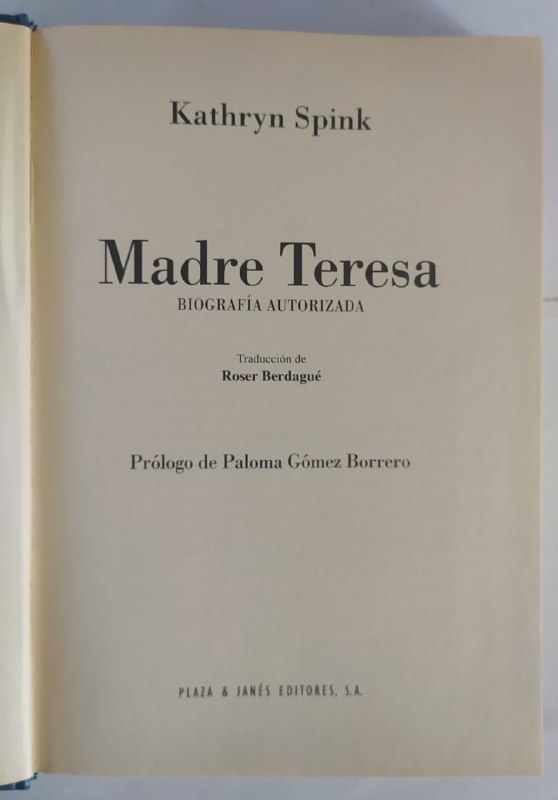 Kathryn Spink
Madre Teresa
BIOGRAFÍA AUTORIZADA
Traducción de
Roser Berdagué
Prólogo de Paloma Gómez Borrero
PLAZA & JANÉS EDITORES, S.A.